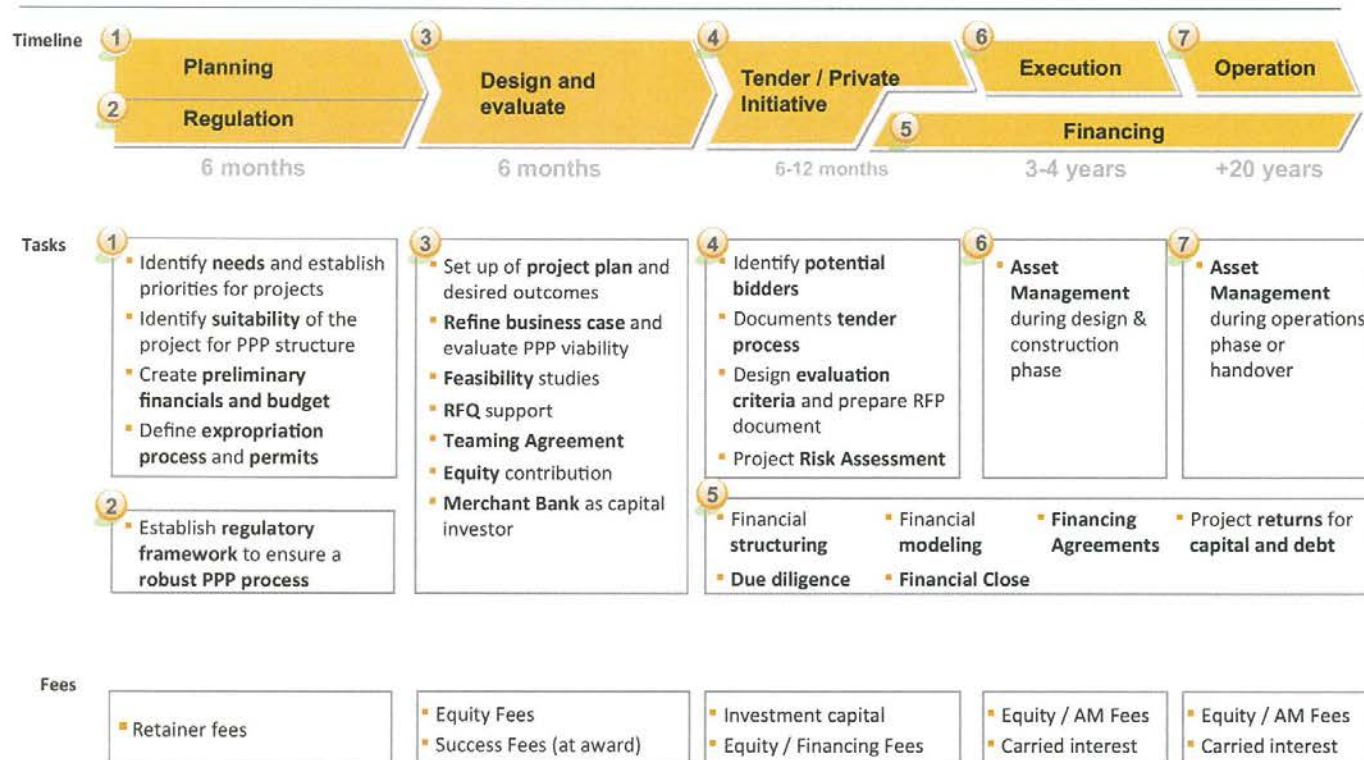 Timeline
1
Planning
2
Regulation
6 months
3
Design and
evaluate
6 months
4
Tender / Private
Initiative
6-12 months
5
Financing
6
Execution
3-4 years
7
Operation
+20 years
Tasks
1
▪ Identify needs and establish
priorities for projects
▪ Identify suitability of the
project for PPP structure
▪ Create preliminary
financials and budget
▪ Define expropriation
process and permits
2
▪ Establish regulatory
framework to ensure a
robust PPP process
3
▪ Set up of project plan and
desired outcomes
▪ Refine business case and
evaluate PPP viability
▪ Feasibility studies
▪ RFQ support
▪ Teaming Agreement
▪ Equity contribution
▪ Merchant Bank as capital
investor
4
▪ Identify potential
bidders
▪ Documents tender
process
▪ Design evaluation
criteria and prepare RFP
document
▪ Project Risk Assessment
6
▪ Asset
Management
during design &
construction
phase
7
▪ Asset
Management
during operations
phase or
handover
5
▪ Financial
structuring
▪ Due diligence
▪ Financial
modeling
▪ Financial Close
▪ Financing
Agreements
▪ Project returns for
capital and debt
Fees
▪ Retainer fees
▪ Equity Fees
▪ Success Fees (at award)
▪ Investment capital
▪ Equity / Financing Fees
▪ Equity / AM Fees
▪ Carried interest
▪ Equity / AM Fees
▪ Carried interest